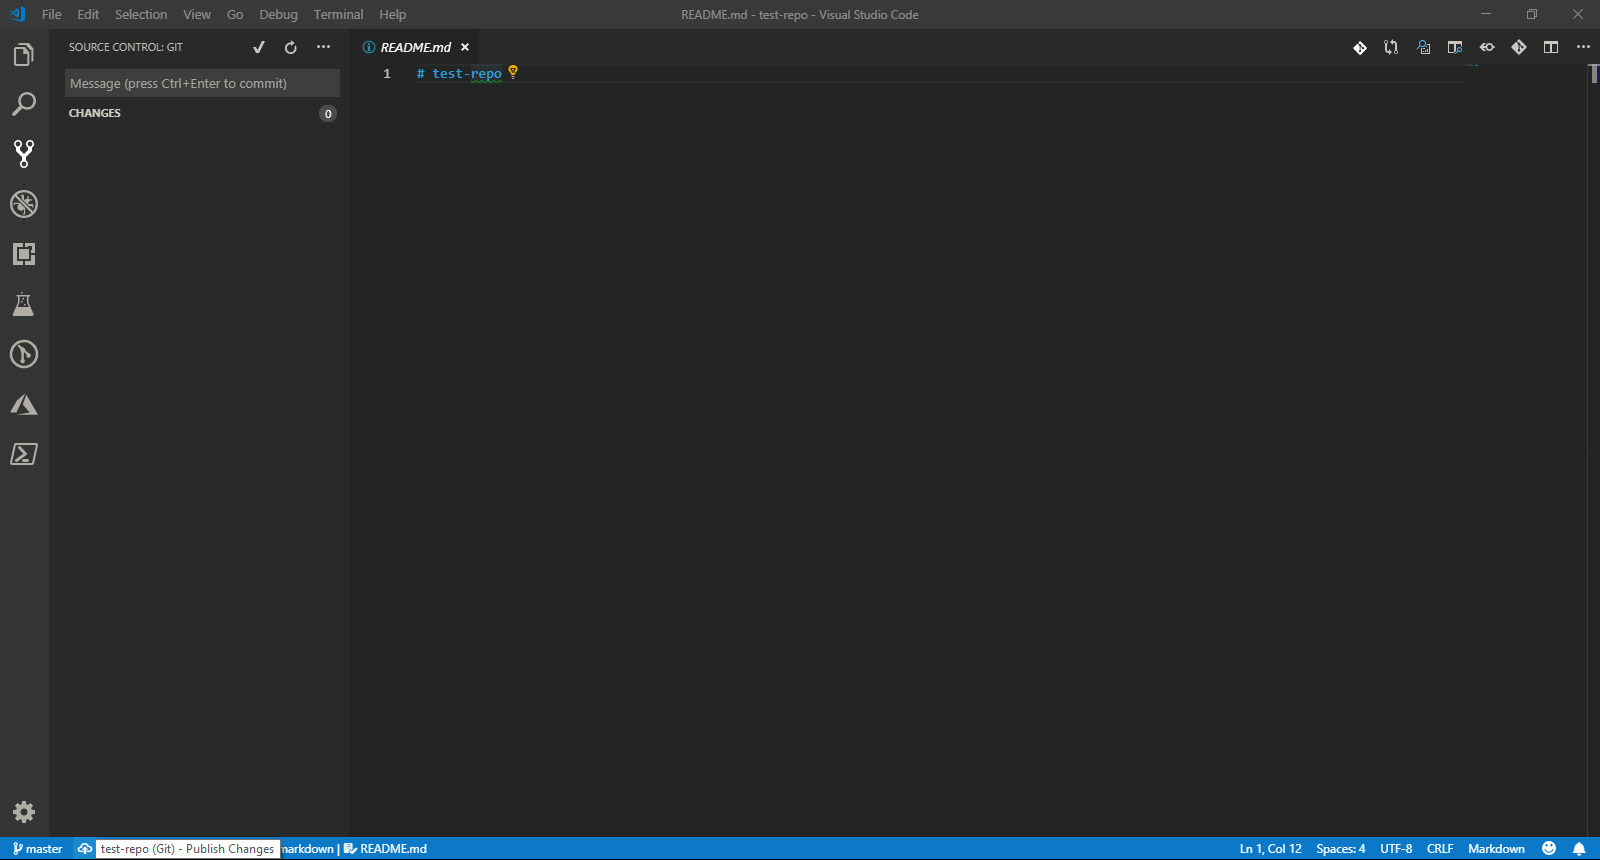 File Edit Selection View Go Debug Terminal Help
README.md - test-repo - Visual Studio Code
SOURCE CONTROL: GIT
README.md
Message (press Ctrl+Enter to commit)
CHANGES
0
1 # test-repo
master
test-repo (Git) - Publish Changes
markdown | README.md
Ln 1, Col 12 Spaces: 4 UTF-8 CRLF Markdown